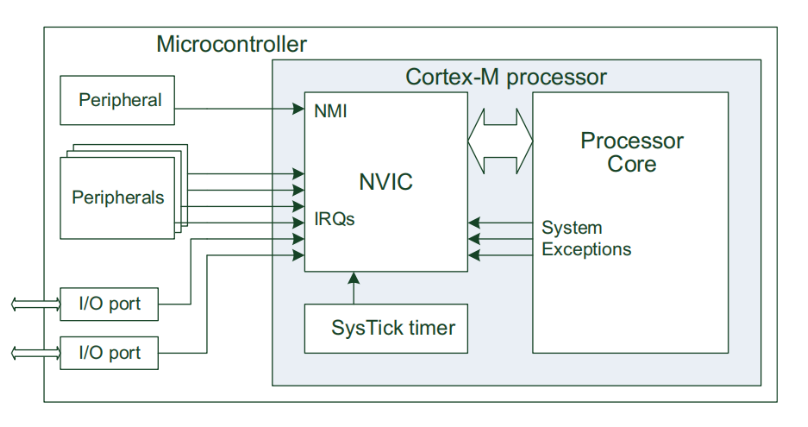 Microcontroller
Cortex-M processor
Peripheral
NMI
Processor
Core
NVIC
Peripherals
IRQs
System
Exceptions
I/O port
SysTick timer
I/O port